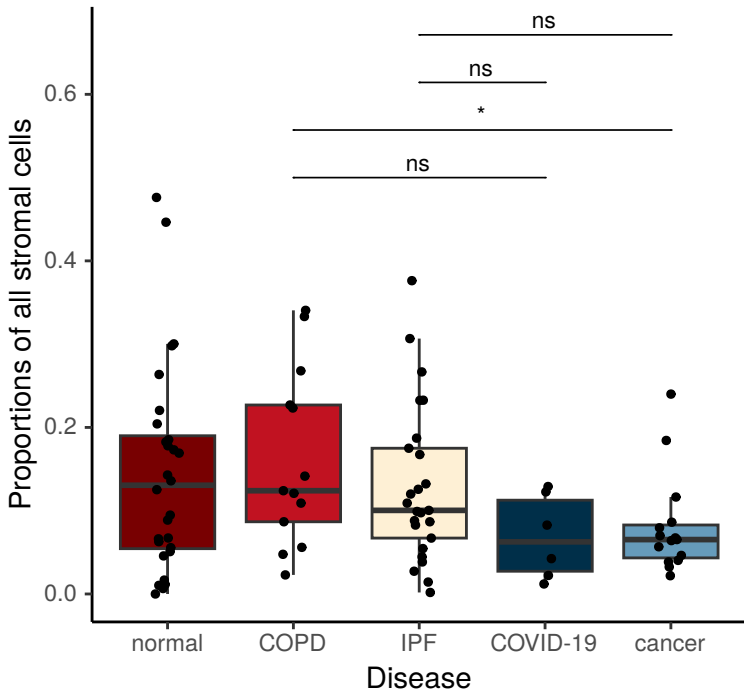 ns
ns
*
ns
Proportions of all stromal cells
0.6
0.4
0.2
0.0
normal COPD IPF COVID-19 cancer
Disease